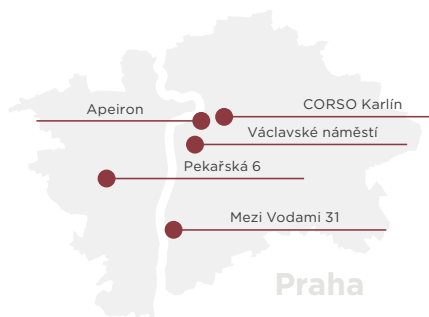 CORSO Karlín
Apeiron
Václavské náměstí
Pekařská 6
Mezi Vodami 31
Praha